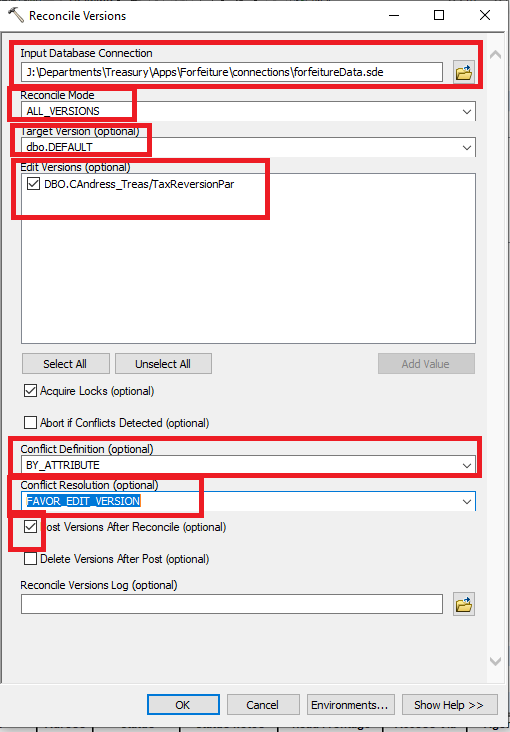 Reconcile Versions
Input Database Connection
J:\Departments\Treasury\Apps\Forfeiture\connections\forfeitureData.sde
Reconcile Mode
ALL_VERSIONS
Target Version (optional)
dbo.DEFAULT
Edit Versions (optional)
DBO.CAndress_Treas/TaxReversionPar
Select All
Unselect All
Add Value
Acquire Locks (optional)
Abort if Conflicts Detected (optional)
Conflict Definition (optional)
BY_ATTRIBUTE
Conflict Resolution (optional)
FAVOR_EDIT_VERSION
Post Versions After Reconcile (optional)
Delete Versions After Post (optional)
Reconcile Versions Log (optional)
OK
Cancel
Environments...
Show Help >>